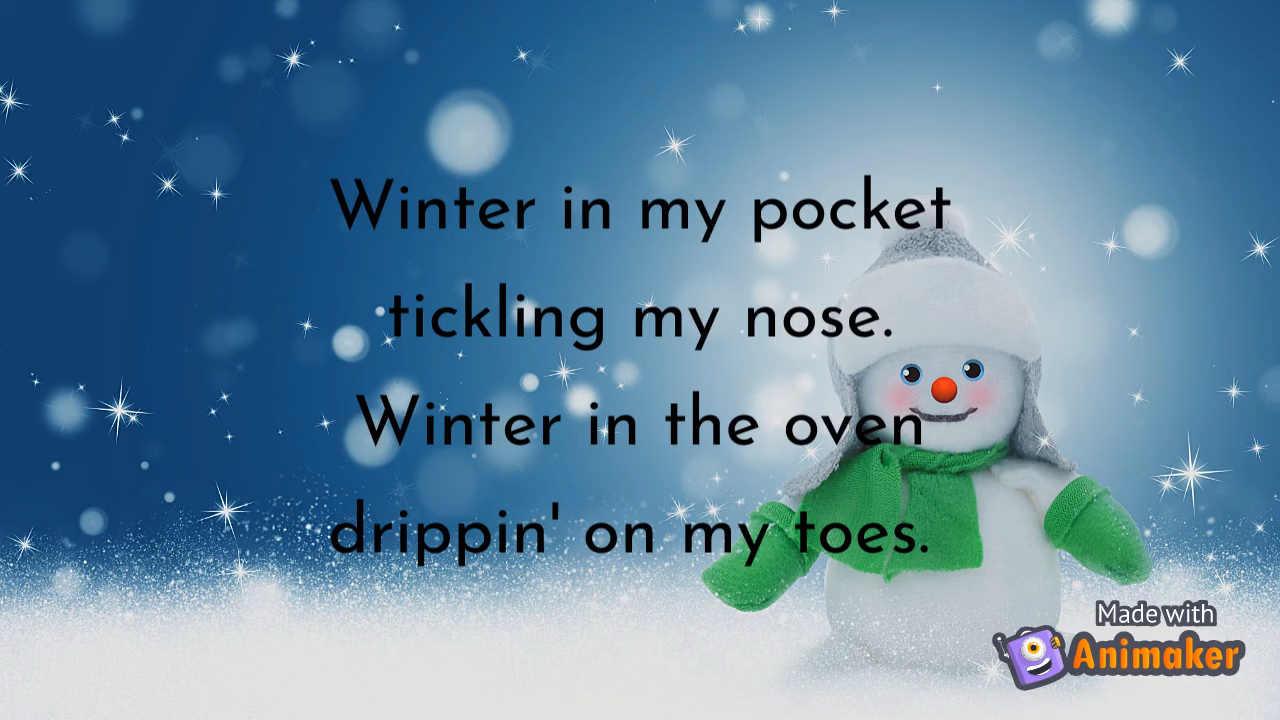 Winter in my pocket
tickling my nose.
Winter in the oven
drippin' on my toes.
Made with
Animaker